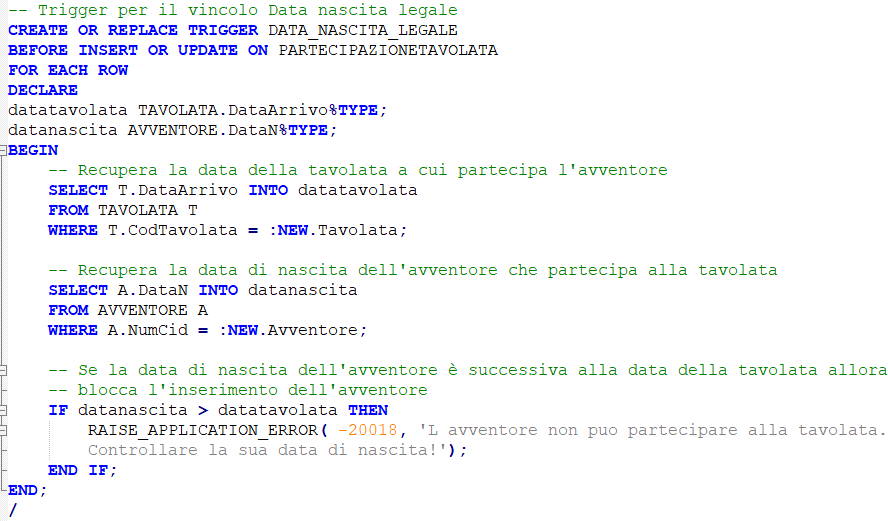 -- Trigger per il vincolo Data nascita legale
CREATE OR REPLACE TRIGGER DATA_NASCITA_LEGALE
BEFORE INSERT OR UPDATE ON PARTECIPAZIONETAVOLATA
FOR EACH ROW
DECLARE
datatavolata TAVOLATA.DataArrivo%TYPE;
datanascita AVVENTORE.DataN%TYPE;
BEGIN
    -- Recupera la data della tavolata a cui partecipa l'avventore
    SELECT T.DataArrivo INTO datatavolata
    FROM TAVOLATA T
    WHERE T.CodTavolata = :NEW.Tavolata;

    -- Recupera la data di nascita dell'avventore che partecipa alla tavolata
    SELECT A.DataN INTO datanascita
    FROM AVVENTORE A
    WHERE A.NumCid = :NEW.Avventore;

    -- Se la data di nascita dell'avventore è successiva alla data della tavolata allora
    -- blocca l'inserimento dell'avventore
    IF datanascita > datatavolata THEN
        RAISE_APPLICATION_ERROR( -20018, 'L avventore non puo partecipare alla tavolata.
        Controllare la sua data di nascita!');
    END IF;
END;
/